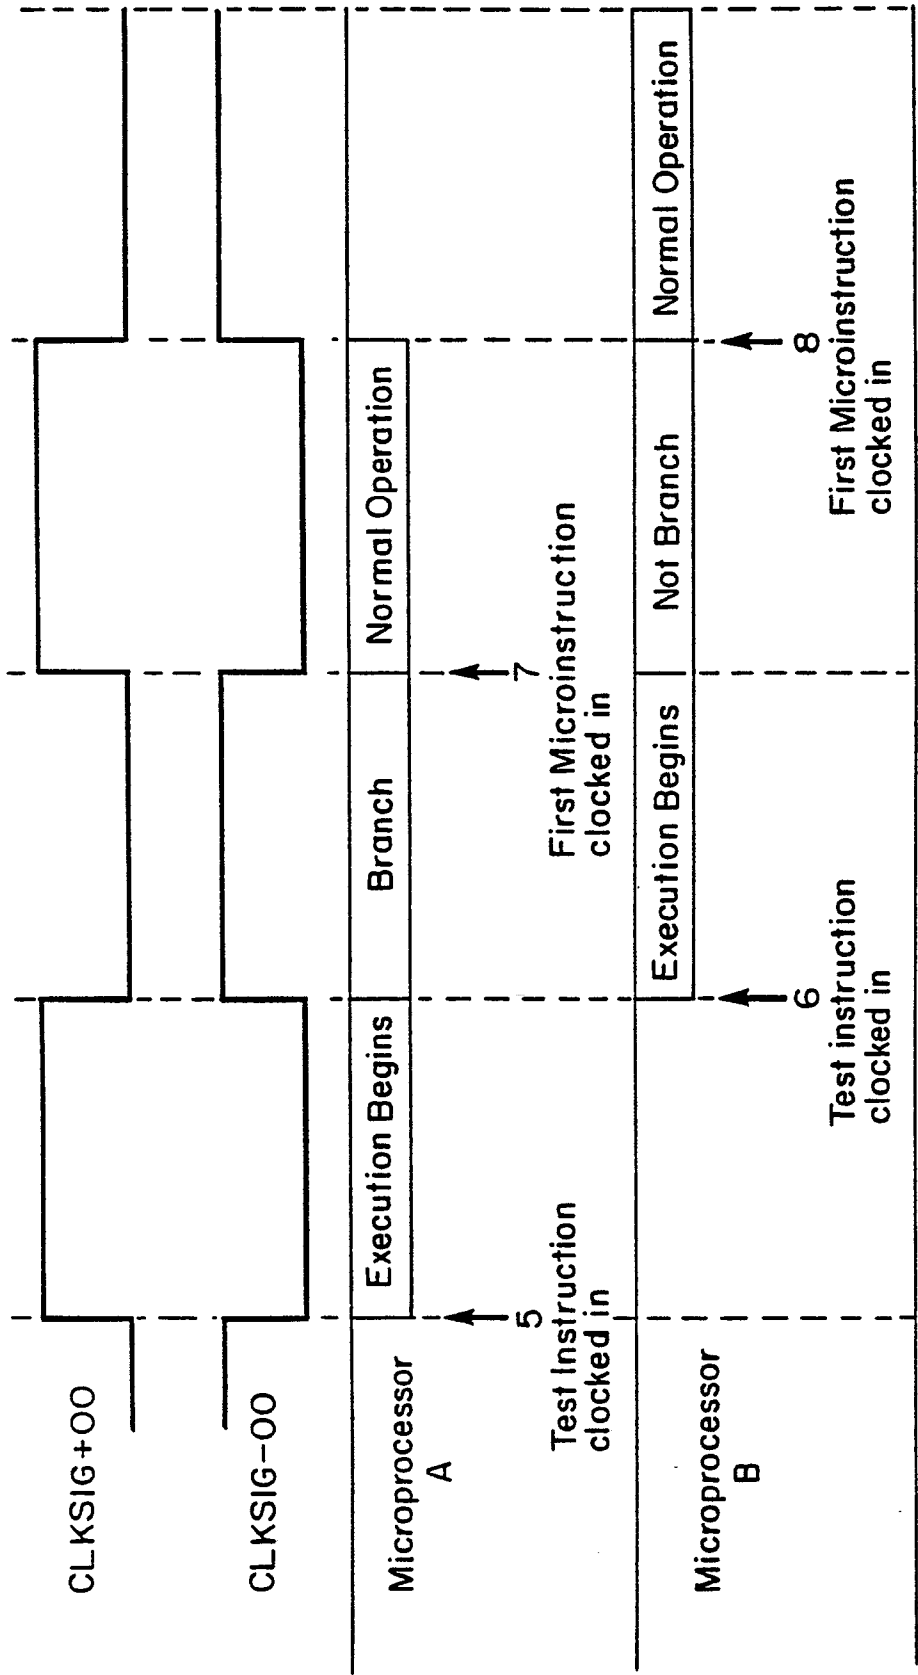 CLKSIG+00
CLKSIG-00
Microprocessor
A
Execution Begins
Branch
Normal Operation
5
Test Instruction
clocked in
7
First Microinstruction
clocked in
Microprocessor
B
Execution Begins
Not Branch
Normal Operation
6
Test instruction
clocked in
8
First Microinstruction
clocked in